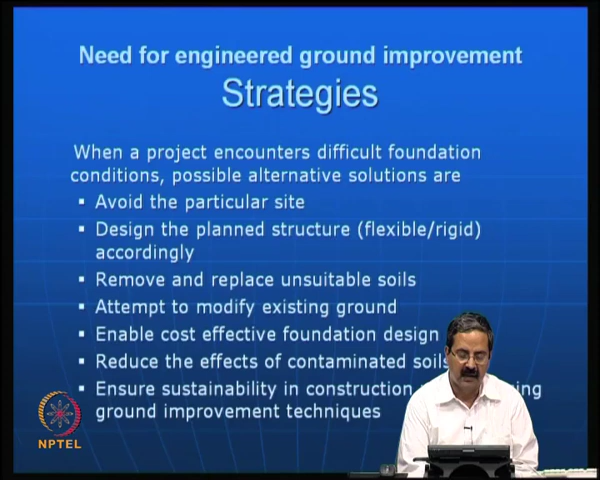 Need for engineered ground improvement
Strategies
When a project encounters difficult foundation
conditions, possible alternative solutions are
▪ Avoid the particular site
▪ Design the planned structure (flexible/rigid)
accordingly
▪ Remove and replace unsuitable soils
▪ Attempt to modify existing ground
▪ Enable cost effective foundation design
▪ Reduce the effects of contaminated soils
▪ Ensure sustainability in construction
ground improvement techniques
NPTEL